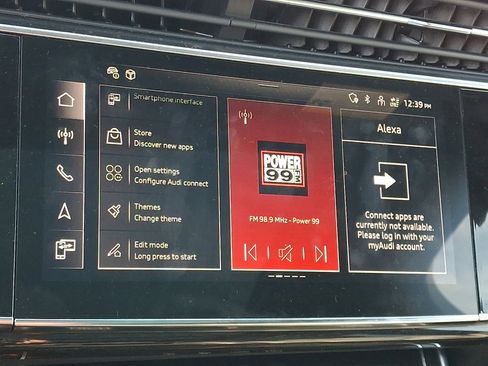 12:39 PM
Smartphone interface
Store
Discover new apps
Open settings
Configure Audi connect
Themes
Change theme
Edit mode
Long press to start
POWER
99 FM
FM 98.9 MHz - Power 99
Alexa
Connect apps are
currently not available.
Please log in with your
myAudi account.